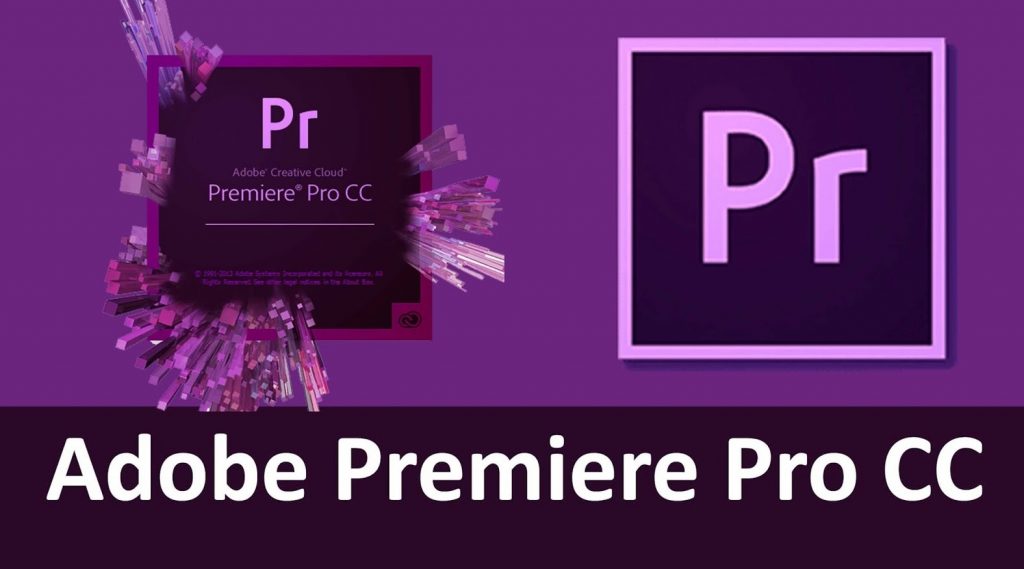 Pr
Adobe® Creative Cloud™
Premiere® Pro CC
© 1991-2013 Adobe Systems Incorporated and its licensors. All
Rights Reserved. See other legal notices in the About Box.
Pr
Adobe Premiere Pro CC